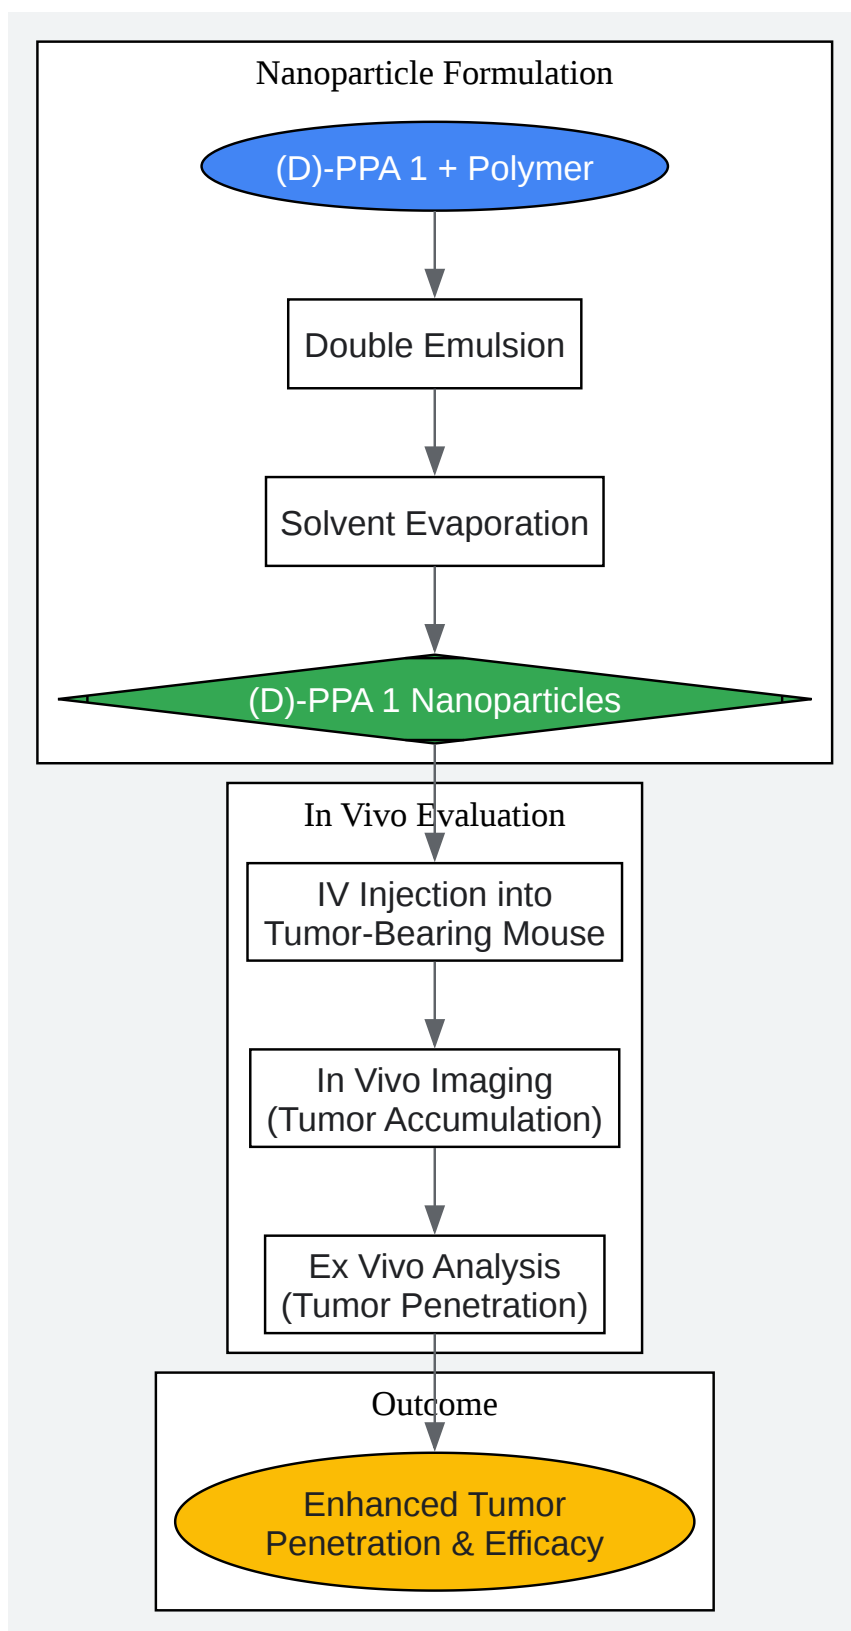 Nanoparticle Formulation
(D)-PPA 1 + Polymer
Double Emulsion
Solvent Evaporation
(D)-PPA 1 Nanoparticles
In Vivo Evaluation
IV Injection into
Tumor-Bearing Mouse
In Vivo Imaging
(Tumor Accumulation)
Ex Vivo Analysis
(Tumor Penetration)
Outcome
Enhanced Tumor
Penetration & Efficacy